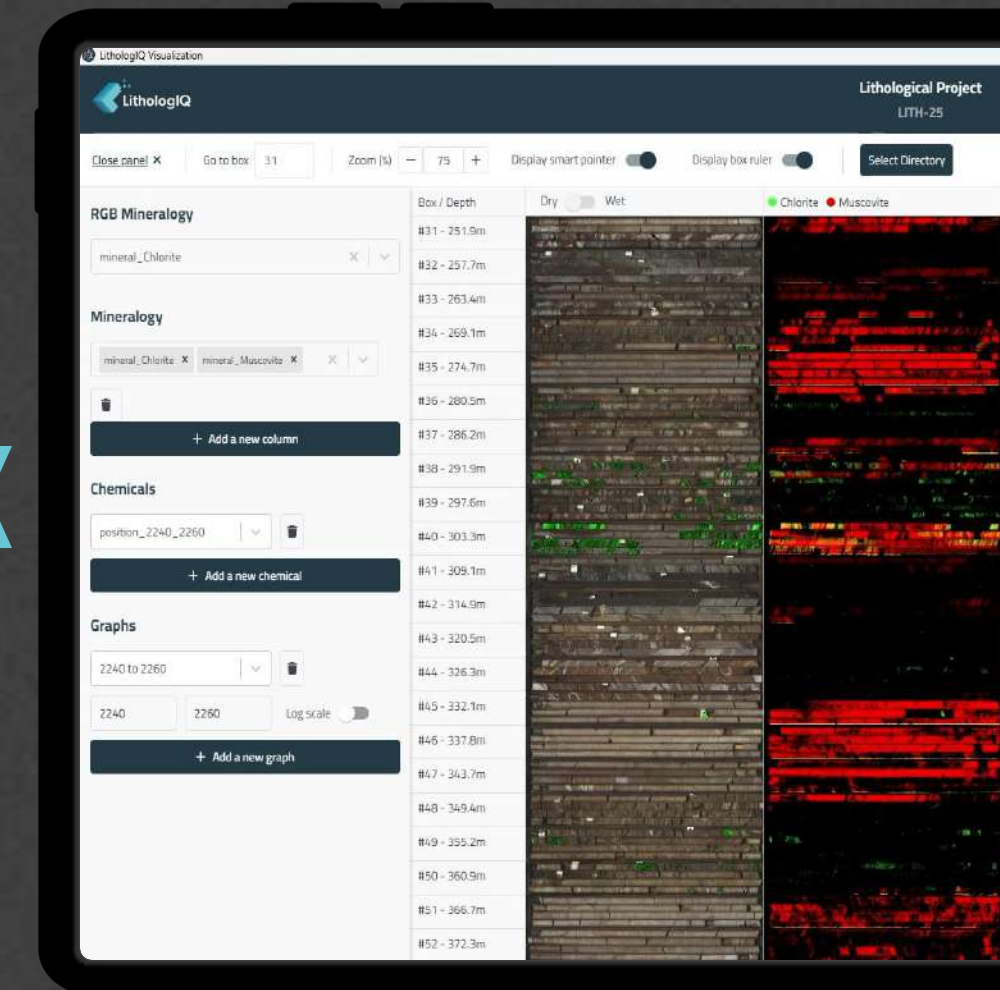 LithologIQ Visualization
LithologIQ
Lithological Project
LITH-25
Close panel X Go to box 31 Zoom (%) − 75 + Display smart pointer Display box ruler Select Directory
RGB Mineralogy
mineral_Chlorite X
Mineralogy
mineral_Chlorite X mineral_Muscovite X X
+ Add a new column
Chemicals
position_2240_2260
+ Add a new chemical
Graphs
2240 to 2260
2240 2260 Log scale
+ Add a new graph
Box / Depth Dry Wet Chlorite Muscovite
#31 - 251.9m
#32 - 257.7m
#33 - 263.4m
#34 - 269.1m
#35 - 274.7m
#36 - 280.5m
#37 - 286.2m
#38 - 291.9m
#39 - 297.6m
#40 - 303.3m
#41 - 309.1m
#42 - 314.9m
#43 - 320.5m
#44 - 326.3m
#45 - 332.1m
#46 - 337.8m
#47 - 343.7m
#48 - 349.4m
#49 - 355.2m
#50 - 360.9m
#51 - 366.7m
#52 - 372.3m